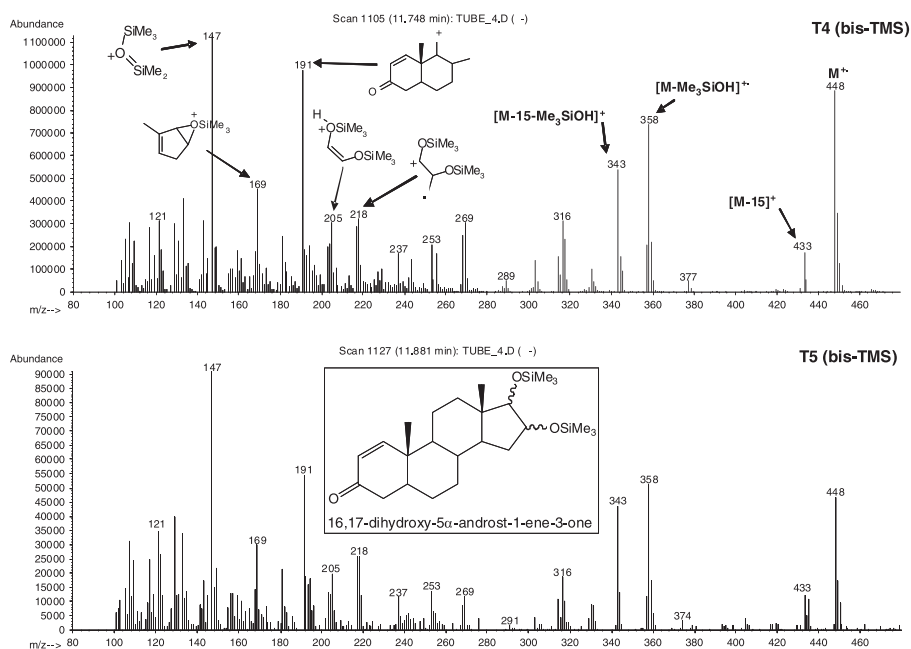 Abundance
Scan 1105 (11.748 min): TUBE_4.D ( -)
T4 (bis-TMS)
1100000
1000000
900000
800000
700000
600000
500000
400000
300000
200000
100000
0
SiMe3
+O
SiMe2
147
191
+
O
H
+OSiMe3
OSiMe3
OSiMe3
+
OSiMe3
+
OSiMe3
[M-15-Me3SiOH]+
[M-Me3SiOH]+·
M+·
448
358
343
[M-15]+
433
121
169
205
218
237
253
269
289
316
377
80 100 120 140 160 180 200 220 240 260 280 300 320 340 360 380 400 420 440 460
m/z-->
Abundance
Scan 1127 (11.881 min): TUBE_4.D ( -)
T5 (bis-TMS)
90000
85000
80000
75000
70000
65000
60000
55000
50000
45000
40000
35000
30000
25000
20000
15000
10000
5000
0
147
191
121
169
205
218
237
253
269
291
316
343
358
374
433
448
OSiMe3
OSiMe3
O
16,17-dihydroxy-5α-androst-1-ene-3-one
80 100 120 140 160 180 200 220 240 260 280 300 320 340 360 380 400 420 440 460
m/z-->